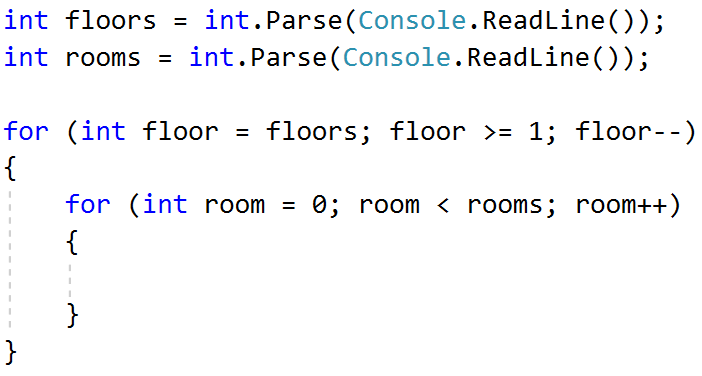 int floors = int.Parse(Console.ReadLine());
int rooms = int.Parse(Console.ReadLine());

for (int floor = floors; floor >= 1; floor--)
{
    for (int room = 0; room < rooms; room++)
    {

    }
}